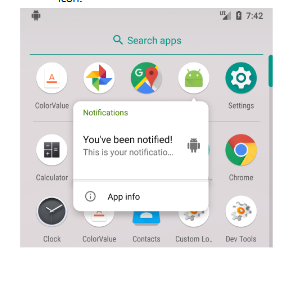 icon.
7:42
Search apps
ColorValue
Settings
Notifications
You've been notified!
This is your notificatio...
Calculator
Chrome
App info
Clock
ColorValue
Contacts
Custom Lo..
Dev Tools